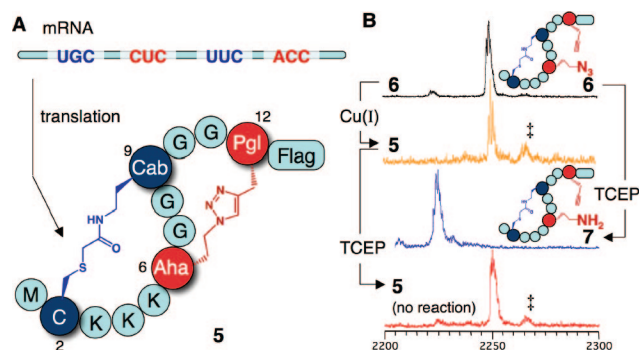 A
mRNA
UGC CUC UUC ACC
translation
M
C
2
K
K
K
Aha
6
G
G
Cab
9
G
G
Pgl
12
Flag
HN
O
S
N
N
N
5
B
6
6
N3
Cu(I)
5
‡
NH2
7
TCEP
TCEP
5
(no reaction)
‡
2200 2250 2300